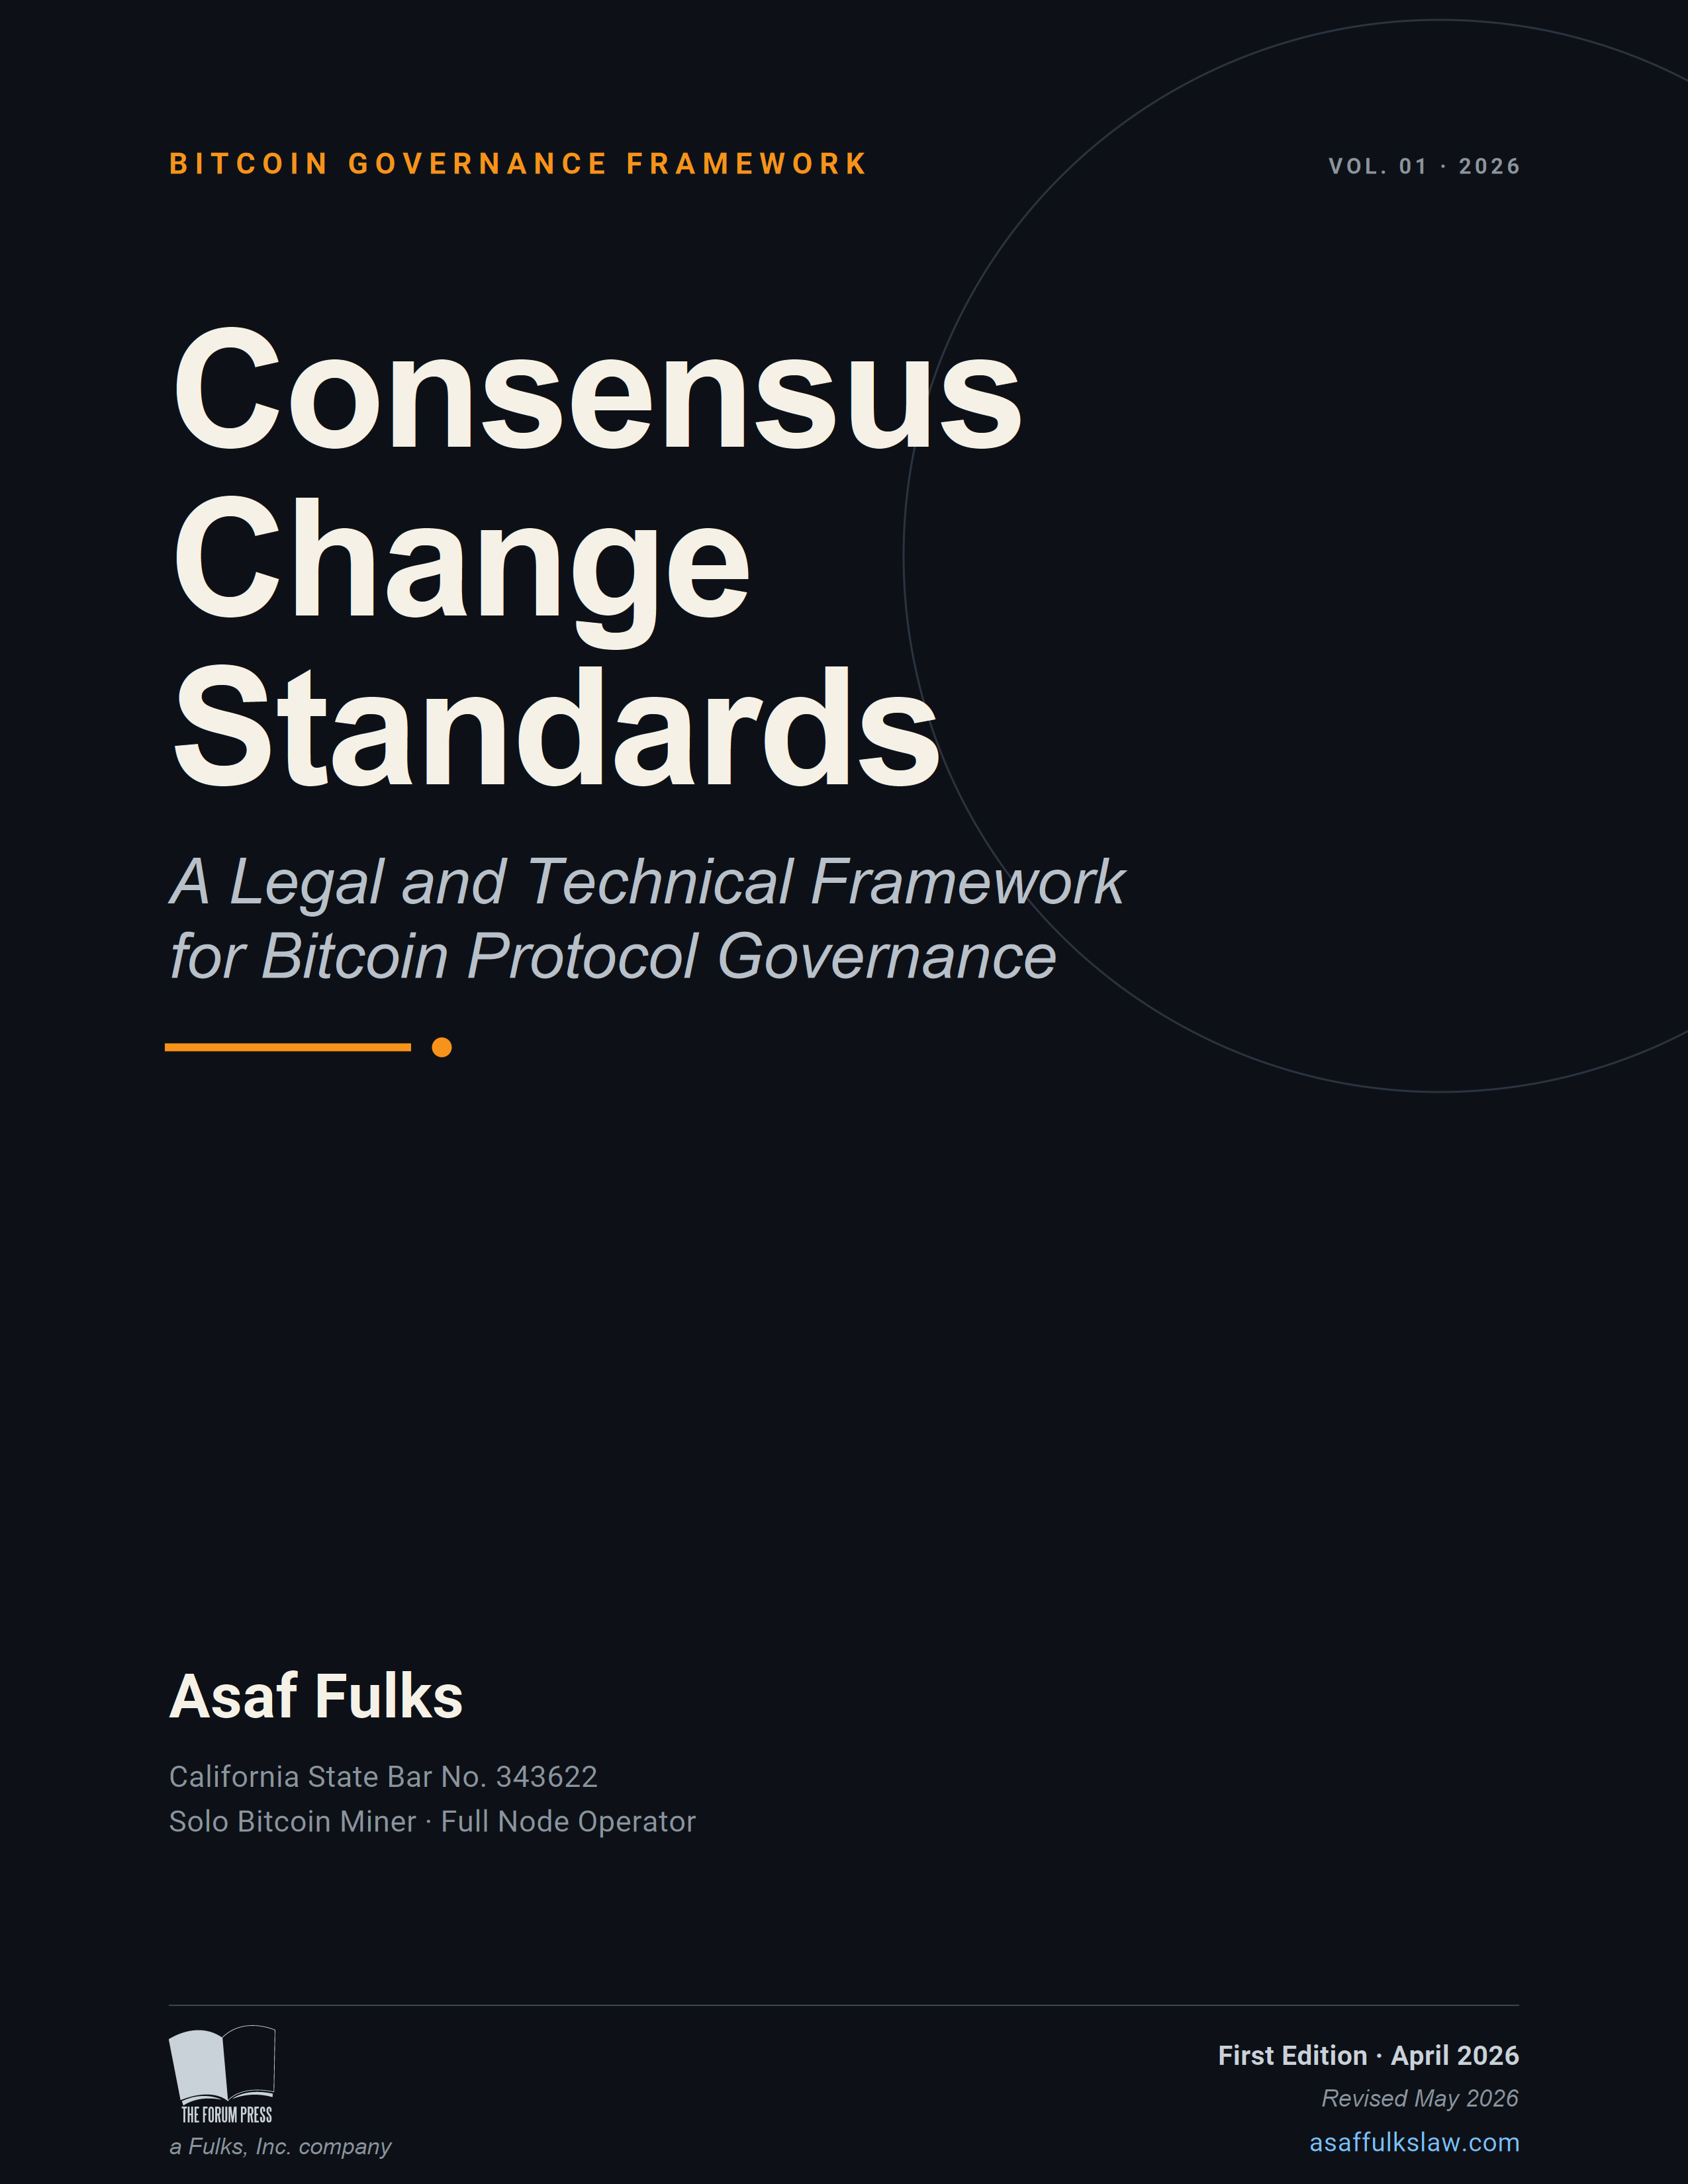 BITCOIN GOVERNANCE FRAMEWORK
VOL. 01 · 2026
Consensus
Change
Standards
A Legal and Technical Framework
for Bitcoin Protocol Governance
Asaf Fulks
California State Bar No. 343622
Solo Bitcoin Miner · Full Node Operator
THE FORUM PRESS
a Fulks, Inc. company
First Edition · April 2026
Revised May 2026
asaffulkslaw.com